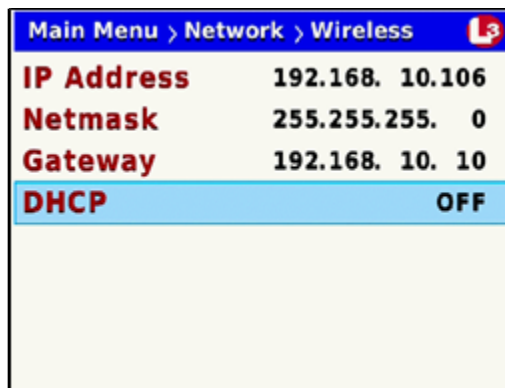 Main Menu > Network > Wireless L3
IP Address 192.168. 10.106
Netmask 255.255.255. 0
Gateway 192.168. 10. 10
DHCP OFF